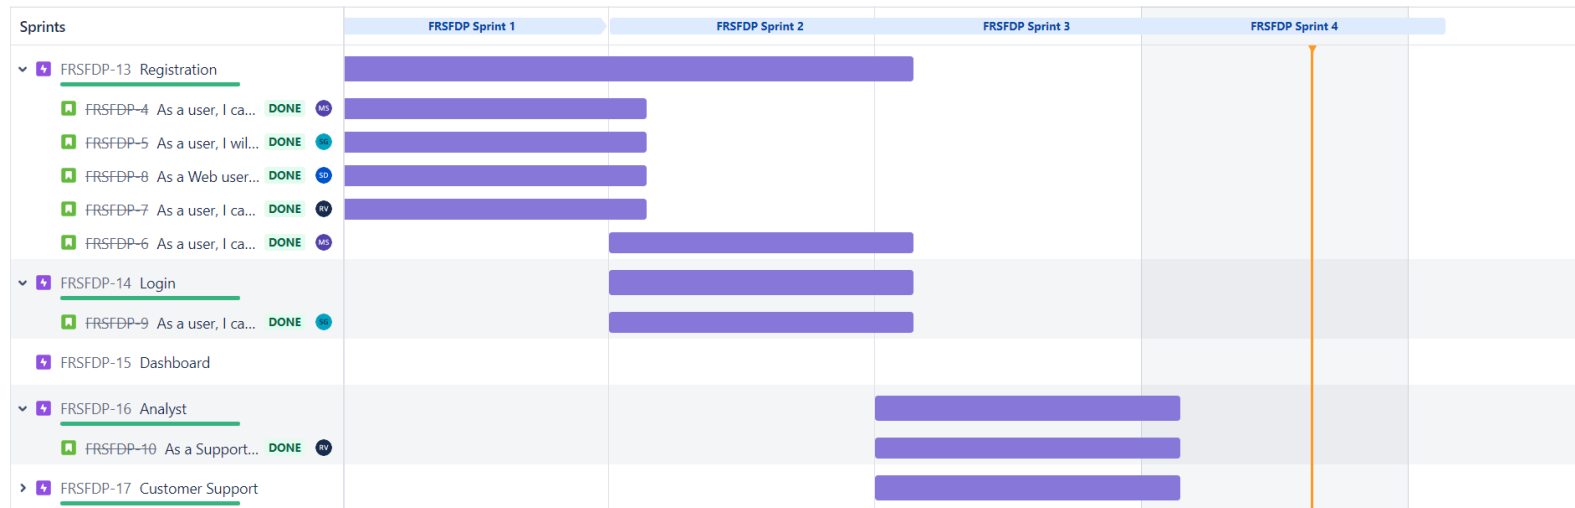 Sprints FRSFDP Sprint 1 FRSFDP Sprint 2 FRSFDP Sprint 3 FRSFDP Sprint 4
FRSFDP-13 Registration
FRSFDP-4 As a user, I ca... DONE MS
FRSFDP-5 As a user, I wil... DONE SG
FRSFDP-8 As a Web user... DONE SD
FRSFDP-7 As a user, I ca... DONE RV
FRSFDP-6 As a user, I ca... DONE MS
FRSFDP-14 Login
FRSFDP-9 As a user, I ca... DONE SG
FRSFDP-15 Dashboard
FRSFDP-16 Analyst
FRSFDP-10 As a Support... DONE RV
FRSFDP-17 Customer Support